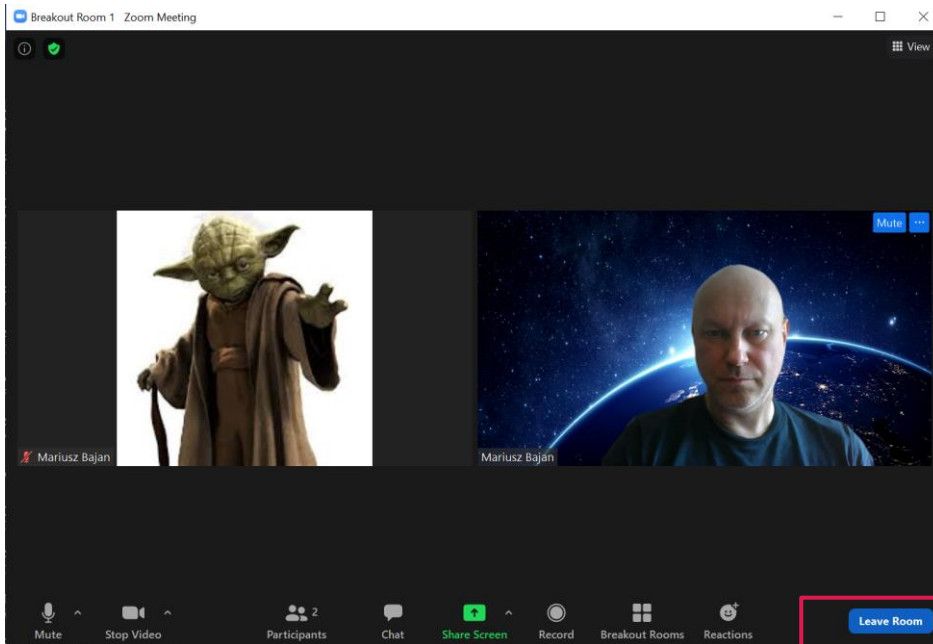 Breakout Room 1 Zoom Meeting
View
Mute ...
Mariusz Bajan
Mariusz Bajan
2
Mute Stop Video Participants Chat Share Screen Record Breakout Rooms Reactions Leave Room